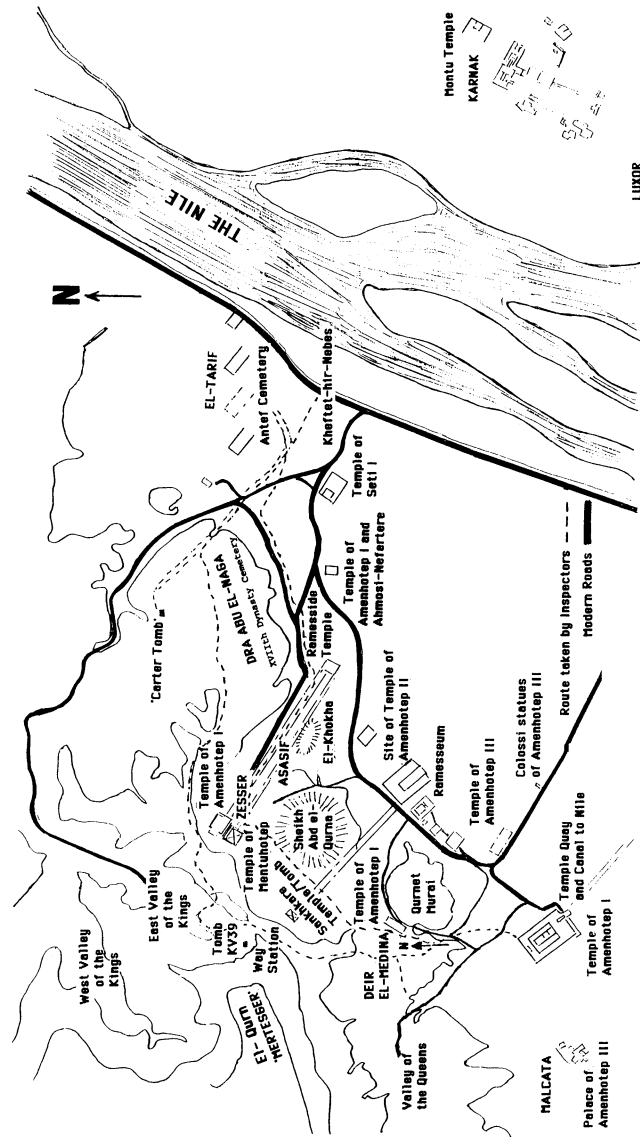 West Valley
of the
Kings
East Valley
of the
Kings
Tomb
KV39
Way
Station
El- Qurn
'MERTESGER'
'Carter Tomb'
Temple of
Amenhotep I
ZESSER
Temple of
Mentuhotep
Sankhkare
Temple/Tomb
DRA ABU EL-NAGA
XVIIth Dynasty Cemetery
EL-TARIF
Antef Cemetery
Kheftet-hir-Nebes
N
THE NILE
Montu Temple
KARNAK
LUXOR
ASASIF
El-Khokha
Ramesside
Temple
Sheikh
Abd el-
Qurna
Temple of
Seti I
Temple of
Amenhotep I and
Ahmosi-Nefertere
Site of Temple of
Amenhotep II
Ramesseum
Temple of
Amenhotep III
Colossi statues
of Amenhotep III
Temple of
Amenhotep I
DEIR
EL-MEDINA
N
Qurnet
Murai
Valley of
the Queens
MALCATA
Palace of
Amenhotep III
Temple Quay
and Canal to Nile
Temple of
Amenhotep I
Route taken by Inspectors
Modern Roads